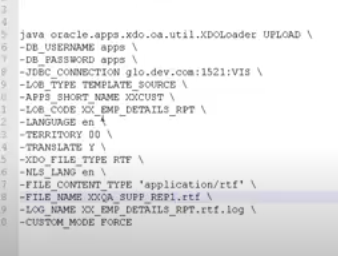 java oracle.apps.xdo.oa.util.XDOLoader UPLOAD \
-DB_USERNAME apps \
-DB_PASSWORD apps \
-JDBC_CONNECTION glo.dev.com:1521:VIS \
-LOB_TYPE TEMPLATE_SOURCE \
-APPS_SHORT_NAME XXCUST \
-LOB_CODE XX_EMP_DETAILS_RPT \
-LANGUAGE en \
-TERRITORY 00 \
-TRANSLATE Y \
-XDO_FILE_TYPE RTF \
-NLS_LANG en \
-FILE_CONTENT_TYPE 'application/rtf' \
-FILE_NAME XXQA_SUPP_REP1.rtf \
-LOG_NAME XX_EMP_DETAILS_RPT.rtf.log \
-CUSTOM_MODE FORCE